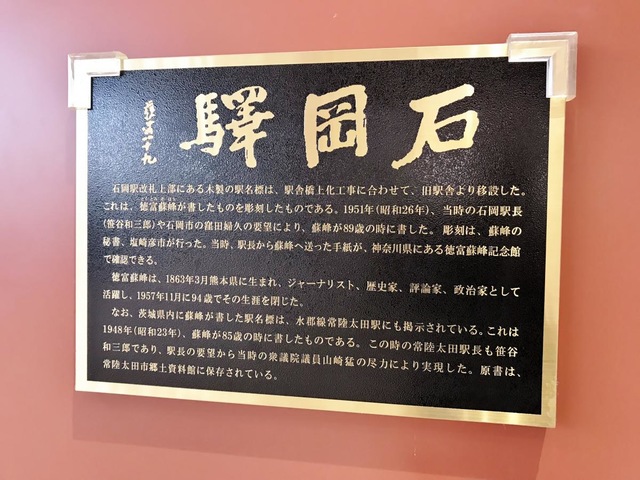 石岡驛
石岡駅改札上部にある木製の駅名標は、駅舎橋上化工事に合わせて、旧駅舎より移設した。
これは、徳富蘇峰が書したものを彫刻したものである。1951年(昭和26年)、当時の石岡駅長
(笹谷和三郎)や石岡市の窪田婦久の要望により、蘇峰が89歳の時に書した。彫刻は、蘇峰の
秘書、塩崎彦市が行った。当時、駅長から蘇峰へ送った手紙が、神奈川県にある徳富蘇峰記念館
で確認できる。
徳富蘇峰は、1863年3月熊本県に生まれ、ジャーナリスト、歴史家、評論家、政治家として
活躍し、1957年11月に94歳でその生涯を閉じた。
なお、茨城県内に蘇峰が書した駅名標は、水郡線常陸太田駅にも掲示されている。これは
1948年(昭和23年)、蘇峰が85歳の時に書したものである。この時の常陸太田駅長も笹谷
和三郎であり、駅長の要望から当時の衆議院議員山崎猛の尽力により実現した。原書は、
常陸太田市郷土資料館に保存されている。